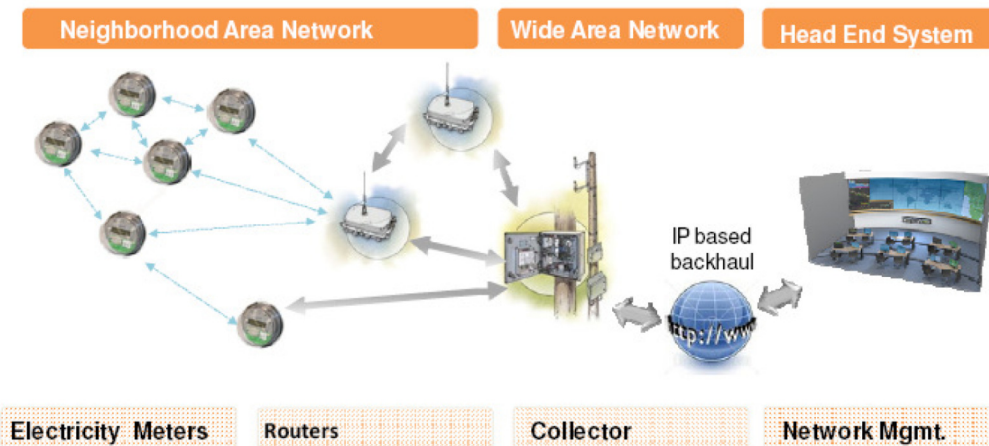 Neighborhood Area Network
Wide Area Network
Head End System
IP based
backhaul
http://www
Electricity Meters
Routers
Collector
Network Mgmt.